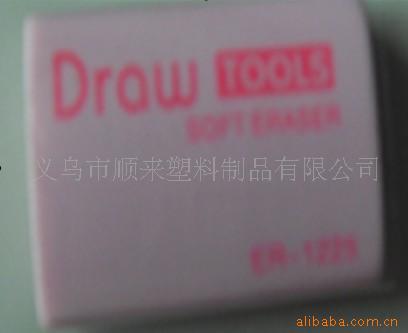 Draw TOOLS
SOFT ERASER
义乌市顺来塑料制品有限公司
ER-1225
alibaba.com.cn